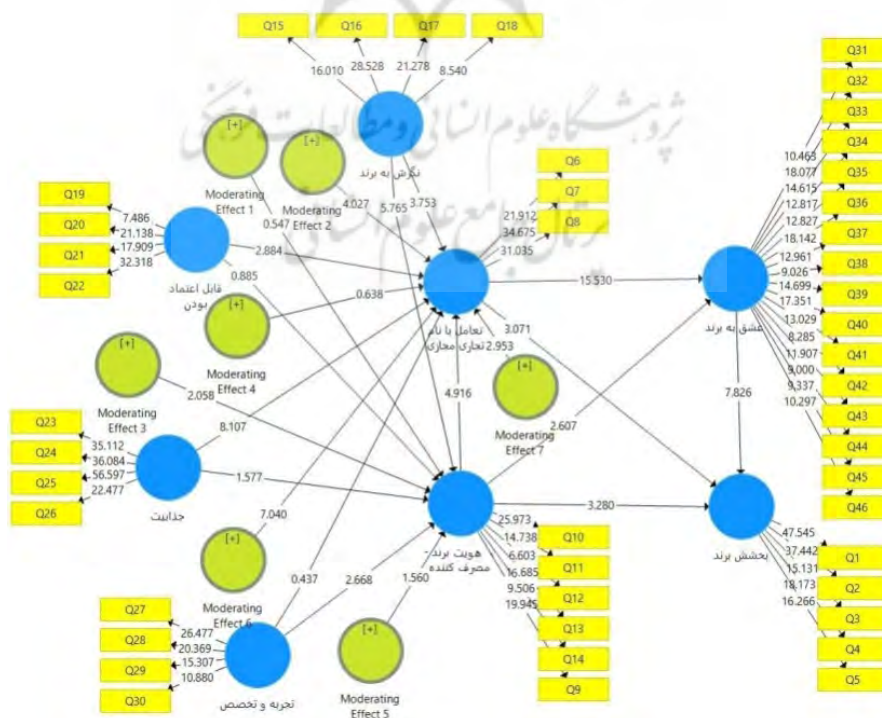 Q15
Q16
Q17
Q18
16.010
28.528
21.278
8.540
پژوهشگاه علوم انسانی و مطالعات فرهنگی
پرتال جامع علوم انسانی
نگرش به برند
[+]
Moderating
Effect 1
[+]
Moderating
Effect 2
0.547
4.027
5.765
3.753
Q19
Q20
Q21
Q22
7.486
21.138
17.909
32.318
قابل اعتماد
بودن
2.884
0.885
Q6
Q7
Q8
21.912
34.675
31.035
تعامل با نام
تجاری مجازی
[+]
Moderating
Effect 4
0.638
15.530
3.071
2.953
[+]
Moderating
Effect 3
2.058
4.916
[+]
Moderating
Effect 7
2.607
7.826
Q23
Q24
Q25
Q26
35.112
36.084
56.597
22.477
جذابیت
8.107
1.577
[+]
Moderating
Effect 6
7.040
0.437
هویت برند -
مصرف کننده
3.280
25.973
14.738
6.603
16.685
9.506
19.945
Q10
Q11
Q12
Q13
Q14
Q9
Q27
Q28
Q29
Q30
26.477
20.369
15.307
10.880
تجربه و تخصص
2.668
1.560
[+]
Moderating
Effect 5
عشق به برند
10.463
18.077
14.615
12.817
12.827
18.142
12.961
9.026
14.699
17.351
13.029
8.285
11.907
9.000
9.337
10.297
Q31
Q32
Q33
Q34
Q35
Q36
Q37
Q38
Q39
Q40
Q41
Q42
Q43
Q44
Q45
Q46
بخشش برند
47.545
37.442
15.131
18.173
16.266
Q1
Q2
Q3
Q4
Q5